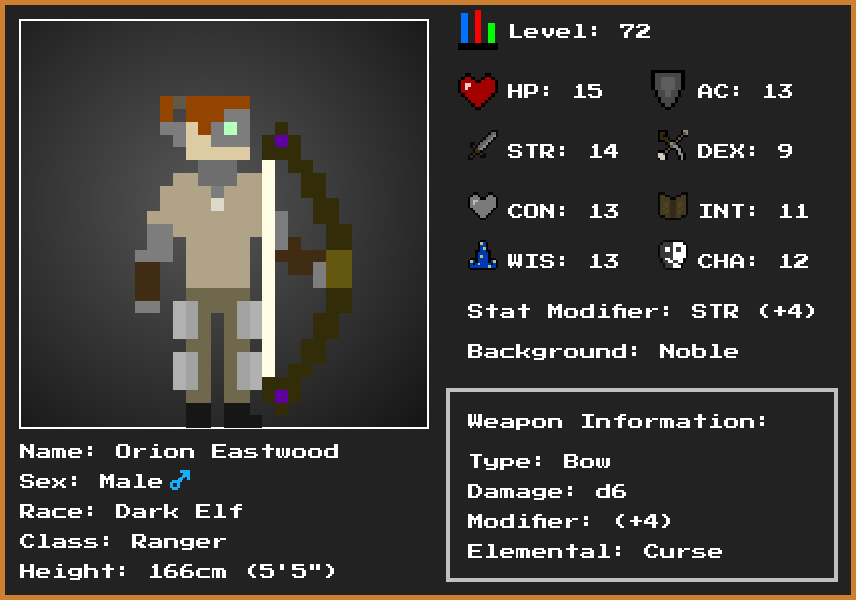 Level: 72
HP: 15
AC: 13
STR: 14
DEX: 9
CON: 13
INT: 11
WIS: 13
CHA: 12
Stat Modifier: STR (+4)
Background: Noble
Name: Orion Eastwood
Sex: Male♂
Race: Dark Elf
Class: Ranger
Height: 166cm (5'5")
Weapon Information:
Type: Bow
Damage: d6
Modifier: (+4)
Elemental: Curse